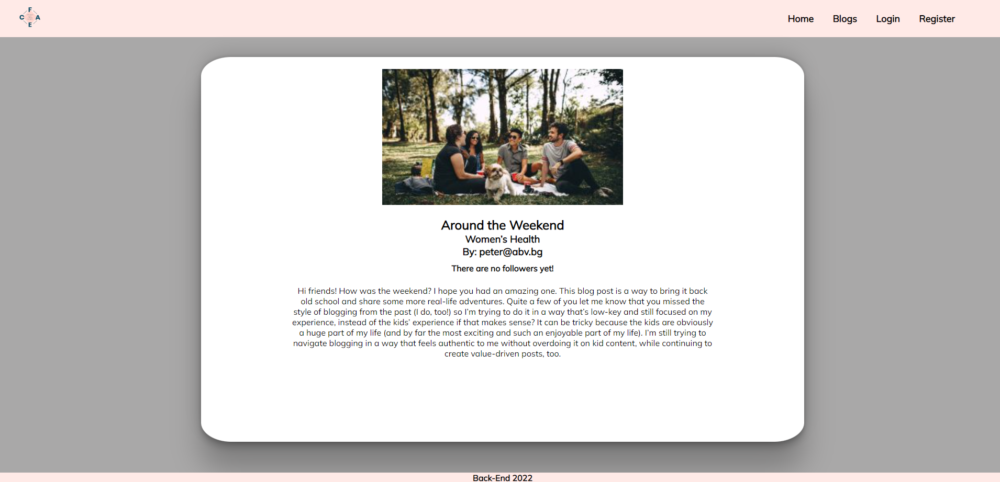 F
C A
E
Home Blogs Login Register
Around the Weekend
Women’s Health
By: peter@abv.bg
There are no followers yet!
Hi friends! How was the weekend? I hope you had an amazing one. This blog post is a way to bring it back
old school and share some more real-life adventures. Quite a few of you let me know that you missed the
style of blogging from the past (I do, too!) so I’m trying to do it in a way that’s low-key and still focused on my
experience, instead of the kids’ experience if that makes sense? It can be tricky because the kids are obviously
a huge part of my life (and by far the most exciting and such an enjoyable part of my life). I’m still trying to
navigate blogging in a way that feels authentic to me without overdoing it on kid content, while continuing to
create value-driven posts, too.
Back-End 2022